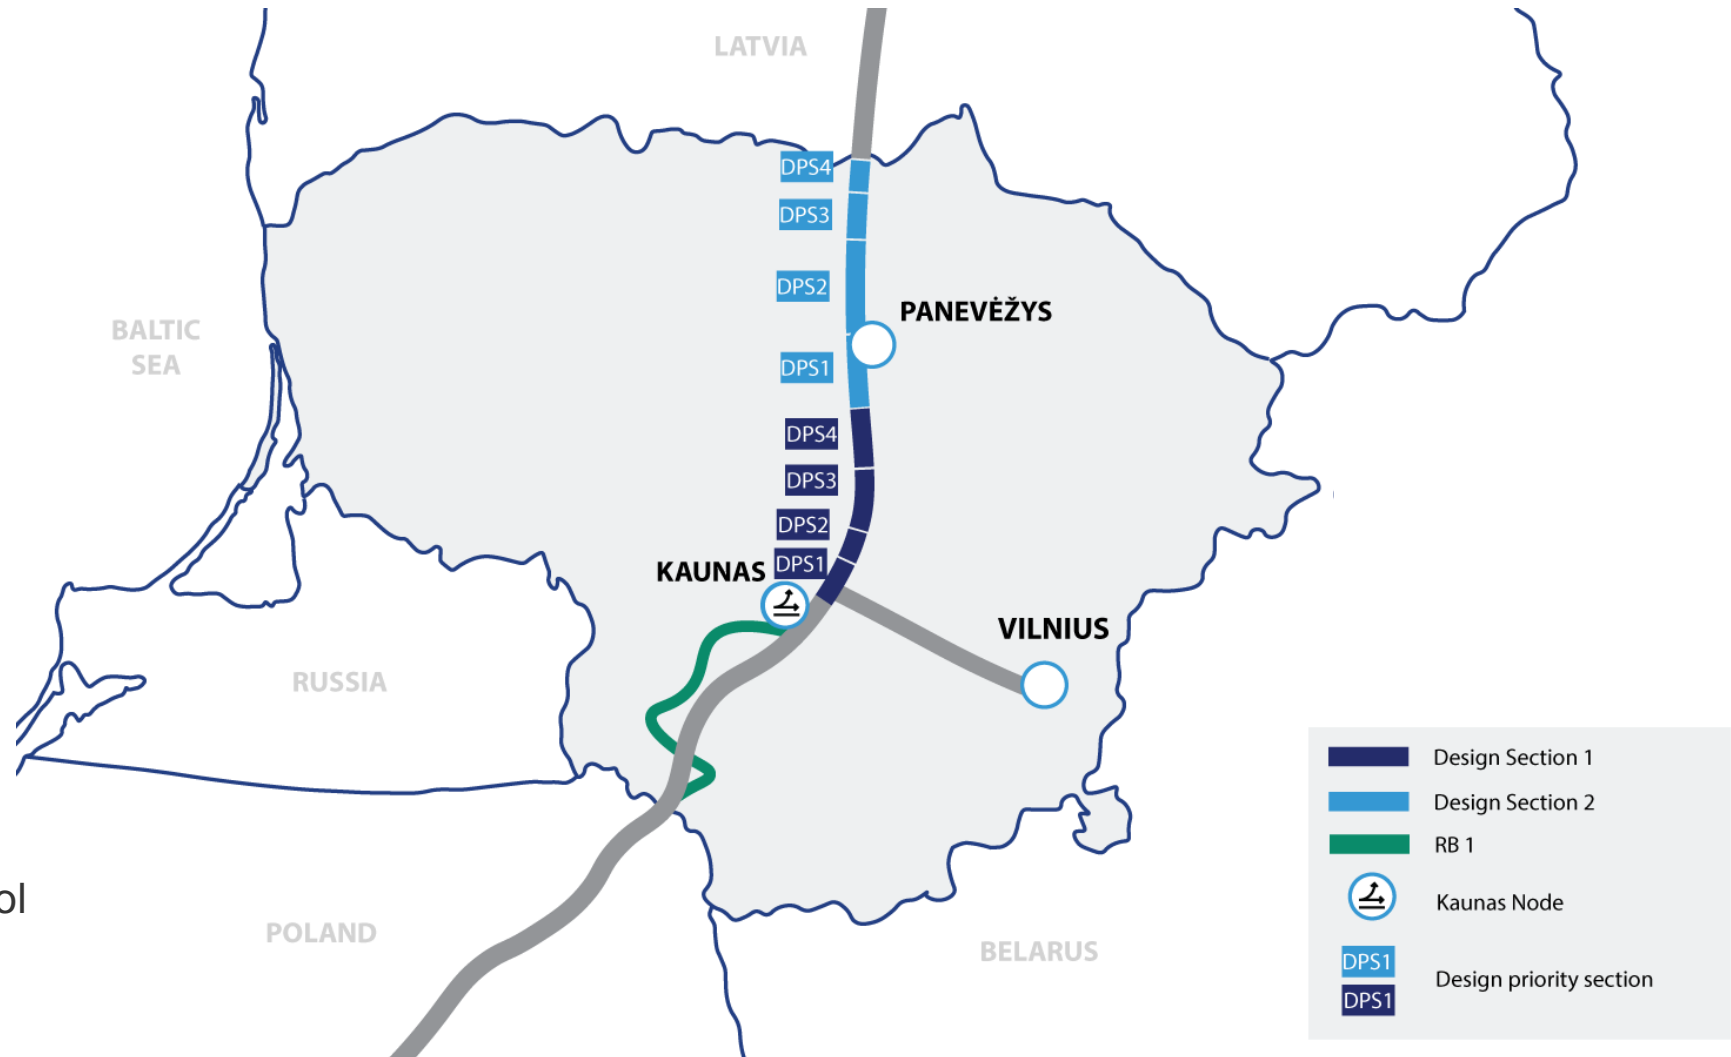 LATVIA
DPS4
DPS3
DPS2
PANEVĖŽYS
BALTIC
SEA
DPS1
DPS4
DPS3
DPS2
DPS1
KAUNAS
VILNIUS
RUSSIA
ol
POLAND
BELARUS
Design Section 1
Design Section 2
RB 1
Kaunas Node
DPS1
Design priority section
DPS1